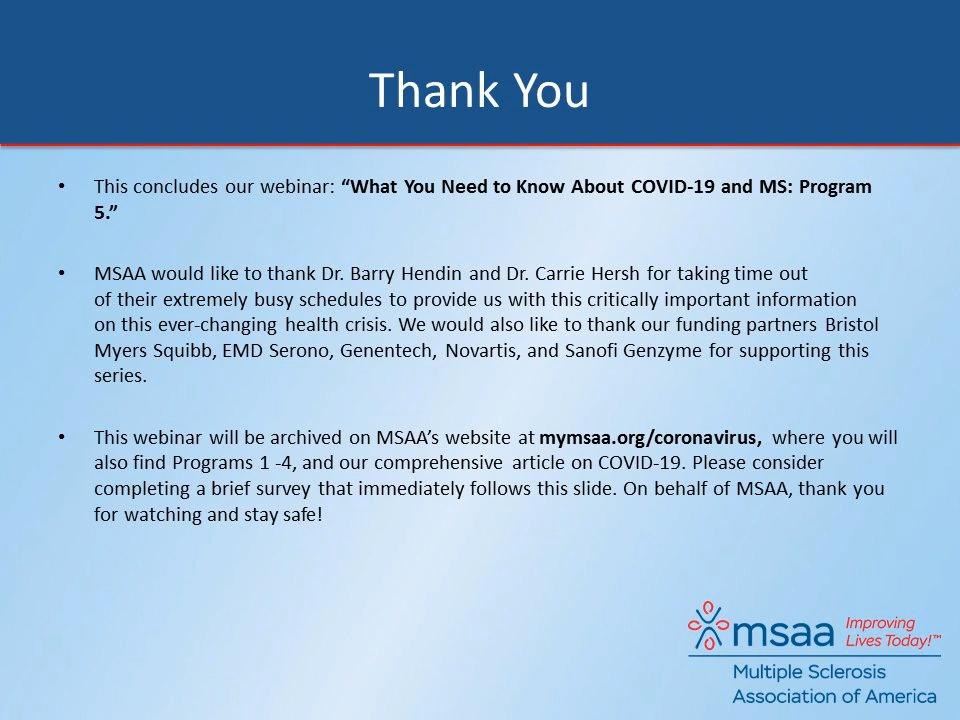 Thank You
• This concludes our webinar: “What You Need to Know About COVID-19 and MS: Program
5.”
• MSAA would like to thank Dr. Barry Hendin and Dr. Carrie Hersh for taking time out
of their extremely busy schedules to provide us with this critically important information
on this ever-changing health crisis. We would also like to thank our funding partners Bristol
Myers Squibb, EMD Serono, Genentech, Novartis, and Sanofi Genzyme for supporting this
series.
• This webinar will be archived on MSAA’s website at mymsaa.org/coronavirus, where you will
also find Programs 1 -4, and our comprehensive article on COVID-19. Please consider
completing a brief survey that immediately follows this slide. On behalf of MSAA, thank you
for watching and stay safe!
msaa
Improving
Lives Today!™
Multiple Sclerosis
Association of America